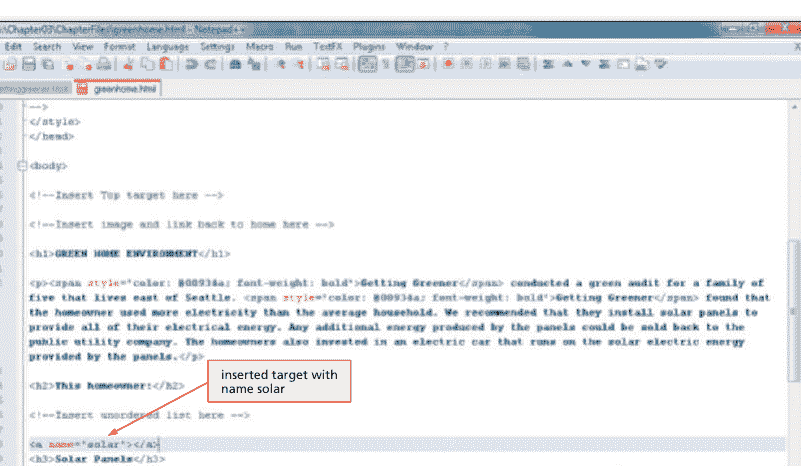 \Chapter03\ChapterFiles\greenhome.html - Notepad++
Edit Search View Format Language Settings Macro Run TextFX Plugins Window ?
greenhome.html
-->
</style>
</head>
<body>
<!--Insert Top target here -->
<!--Insert image and link back to home here -->
<h1>GREEN HOME ENVIRONMENT</h1>
<p><span style="color: #00934a; font-weight: bold">Getting Greener</span> conducted a green audit for a family of
five that lives east of Seattle. <span style="color: #00934a; font-weight: bold">Getting Greener</span> found that
the homeowner used more electricity than the average household. We recommended that they install solar panels to
provide all of their electrical energy. Any additional energy produced by the panels could be sold back to the
public utility company. The homeowners also invested in an electric car that runs on the solar electric energy
provided by the panels.</p>
<h2>This homeowner:</h2>
inserted target with
name solar
<!--Insert unordered list here -->
<a name="solar"></a>
<h3>Solar Panels</h3>